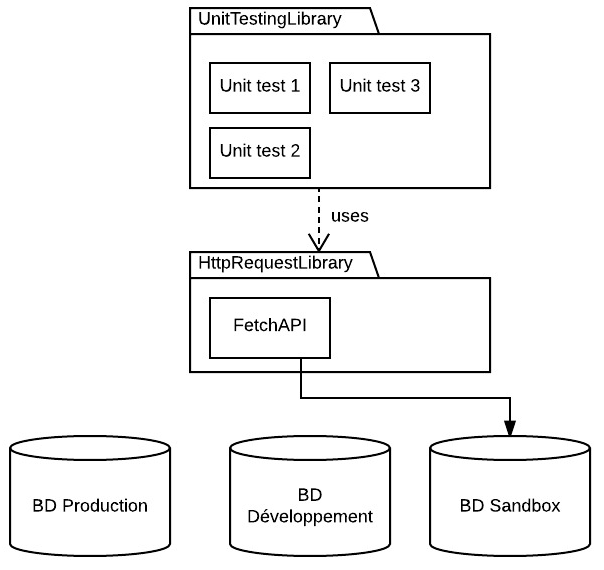 UnitTestingLibrary
Unit test 1
Unit test 3
Unit test 2
uses
HttpRequestLibrary
FetchAPI
BD Production
BD
Développement
BD Sandbox